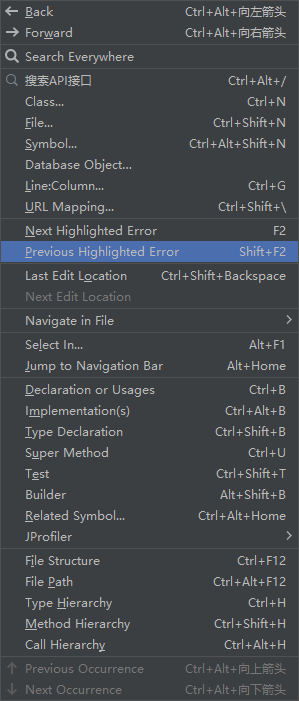 Back Ctrl+Alt+向左箭头
Forward Ctrl+Alt+向右箭头
Search Everywhere
搜索API接口 Ctrl+Alt+/
Class... Ctrl+N
File... Ctrl+Shift+N
Symbol... Ctrl+Alt+Shift+N
Database Object...
Line:Column... Ctrl+G
URL Mapping... Ctrl+Shift+\
Next Highlighted Error F2
Previous Highlighted Error Shift+F2
Last Edit Location Ctrl+Shift+Backspace
Next Edit Location
Navigate in File
Select In... Alt+F1
Jump to Navigation Bar Alt+Home
Declaration or Usages Ctrl+B
Implementation(s) Ctrl+Alt+B
Type Declaration Ctrl+Shift+B
Super Method Ctrl+U
Test Ctrl+Shift+T
Builder Alt+Shift+B
Related Symbol... Ctrl+Alt+Home
JProfiler
File Structure Ctrl+F12
File Path Ctrl+Alt+F12
Type Hierarchy Ctrl+H
Method Hierarchy Ctrl+Shift+H
Call Hierarchy Ctrl+Alt+H
Previous Occurrence Ctrl+Alt+向上箭头
Next Occurrence Ctrl+Alt+向下箭头